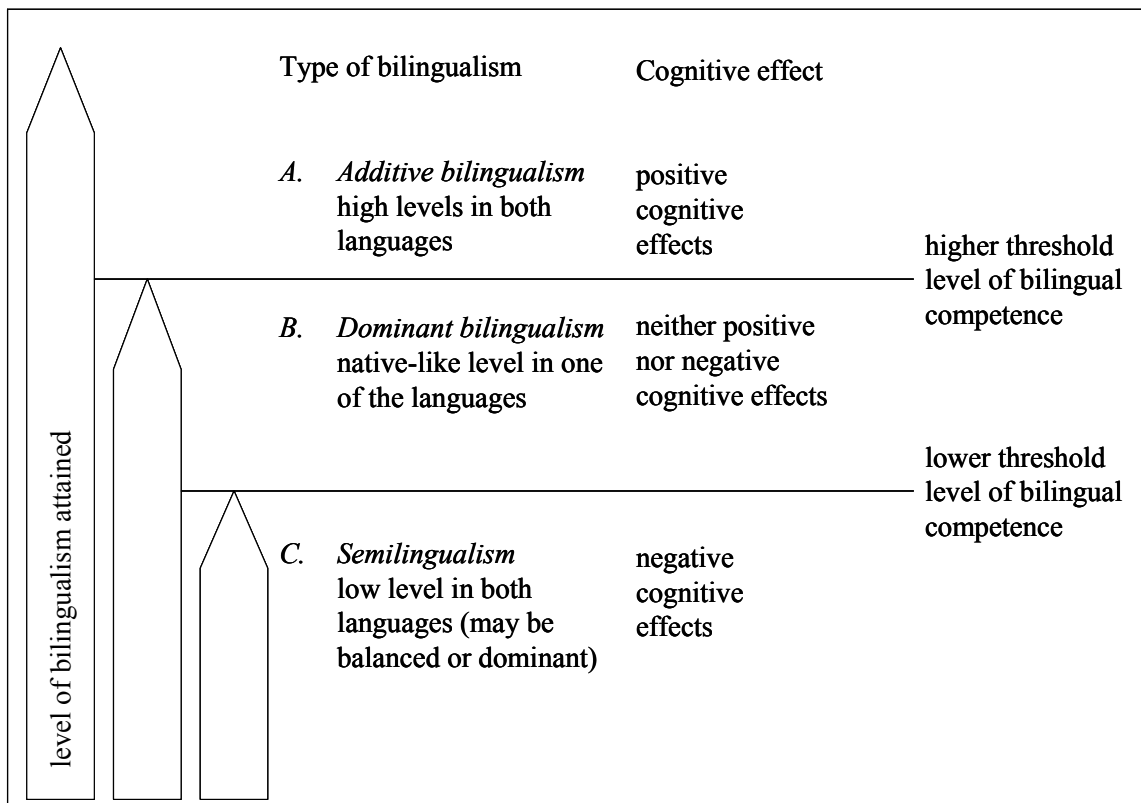 Type of bilingualism
Cognitive effect
A. Additive bilingualism
high levels in both
languages
positive
cognitive
effects
higher threshold
level of bilingual
competence
B. Dominant bilingualism
native-like level in one
of the languages
neither positive
nor negative
cognitive effects
lower threshold
level of bilingual
competence
C. Semilingualism
low level in both
languages (may be
balanced or dominant)
negative
cognitive
effects
level of bilingualism attained